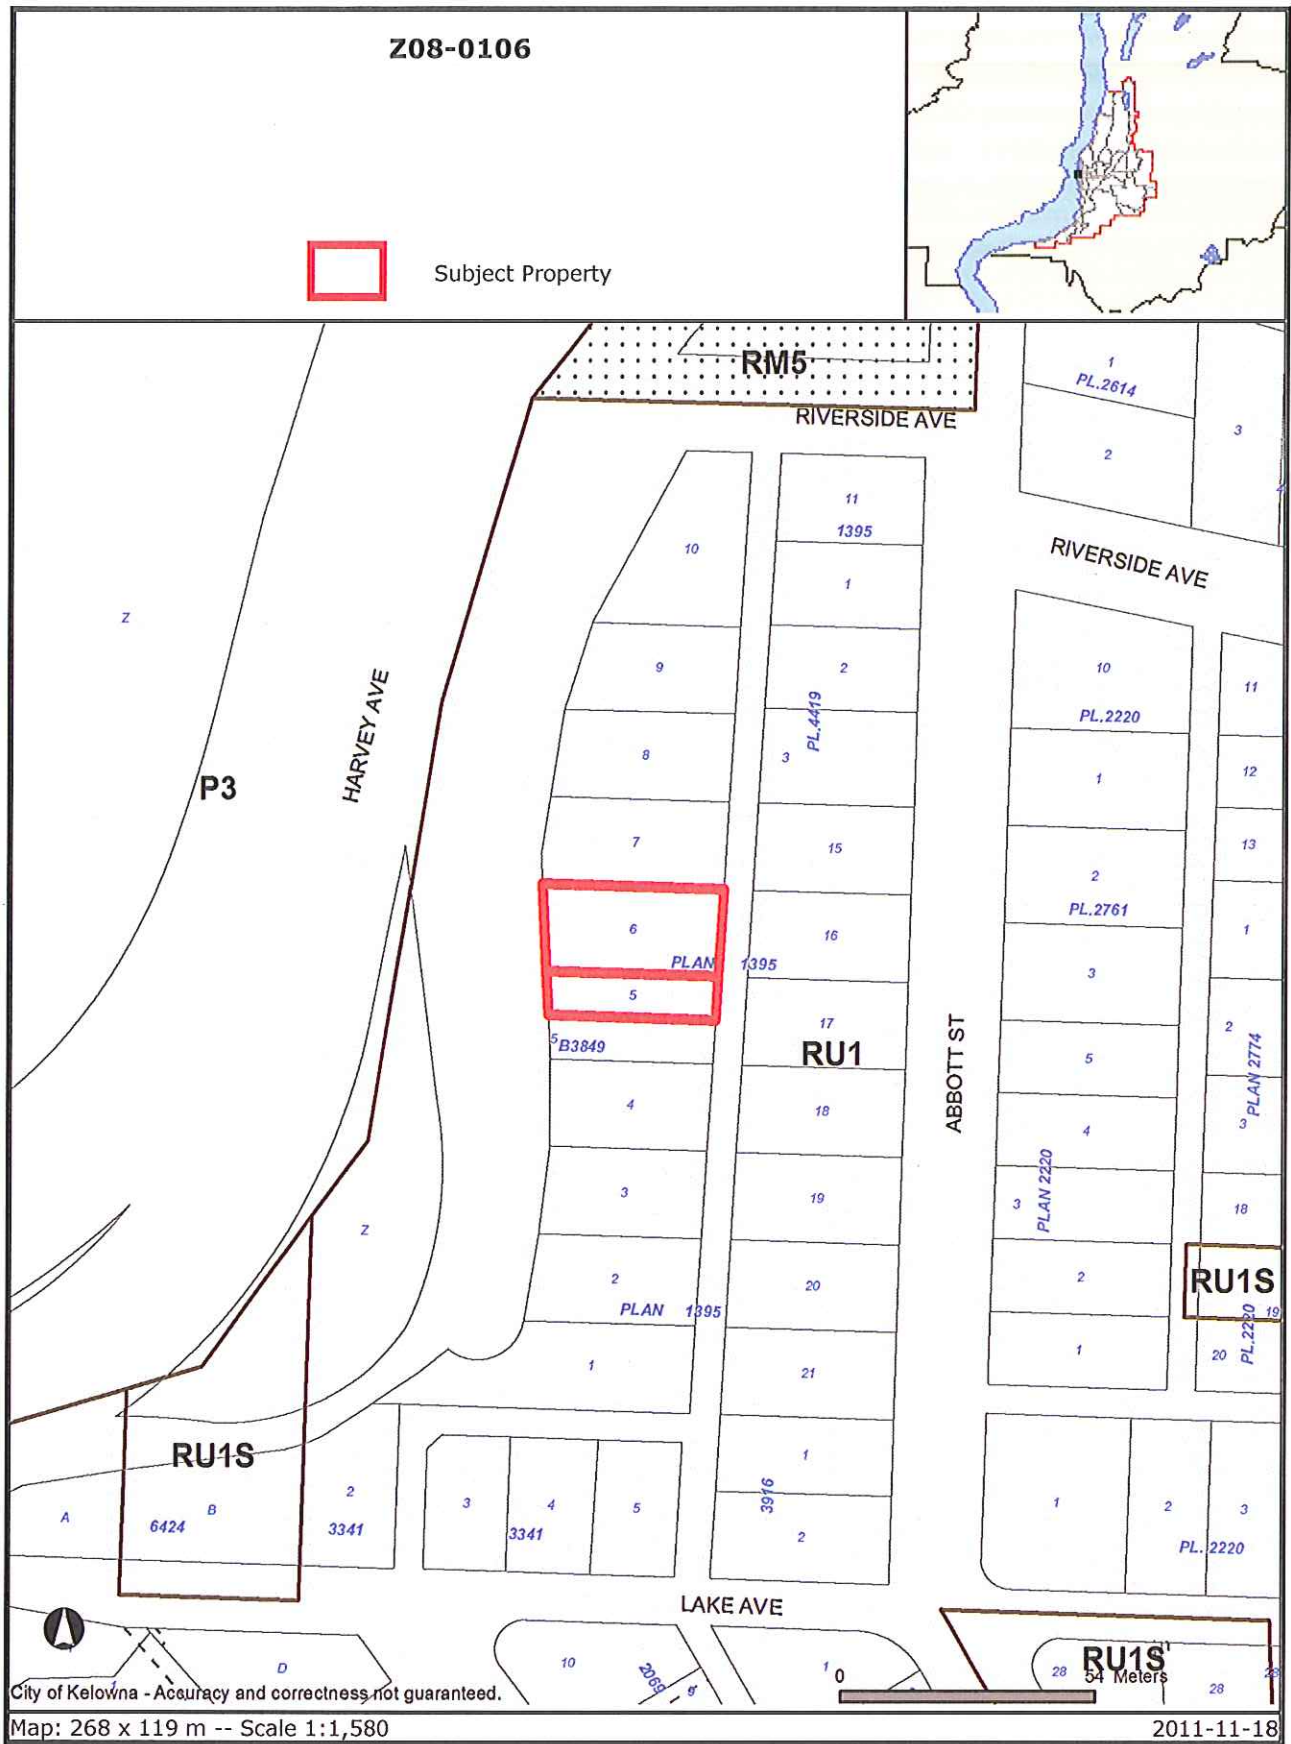 Z08-0106
Subject Property
RM5
RIVERSIDE AVE
1
PL.2614
3
2
4
11
1395
10
1
RIVERSIDE AVE
Z
9
2
10
11
PL.4419
PL.2220
HARVEY AVE
8
3
1
12
P3
7
15
2
13
PL.2761
6
16
1
PLAN 1395
3
5
17
2
5
B3849
RU1
ABBOTT ST
5
PLAN 2774
4
18
4
3
3
19
3
PLAN 2220
18
Z
2
20
2
RU1S
PLAN 1395
19
1
21
1
20
PL.2220
RU1S
1
A
B
2
3
4
5
3916
1
2
3
6424
3341
3341
2
PL. 2220
LAKE AVE
D
10
2069
1
RU1S
28
28
0
54 Meters
City of Kelowna - Accuracy and correctness not guaranteed.
Map: 268 x 119 m -- Scale 1:1,580
2011-11-18